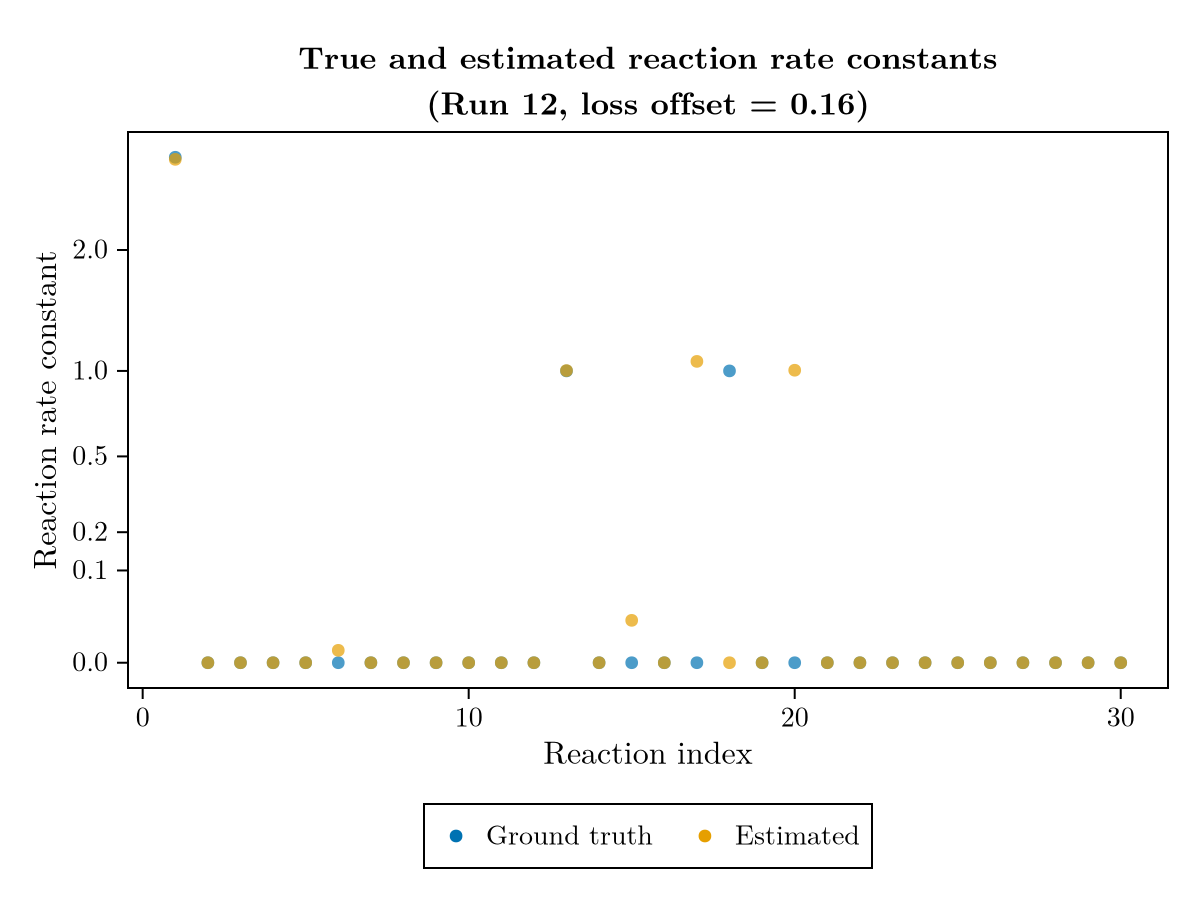 True and estimated reaction rate constants
(Run 12, loss offset = 0.16)
Reaction rate constant
2.0
1.0
0.5
0.2
0.1
0.0
0 10 20 30
Reaction index
Ground truth Estimated